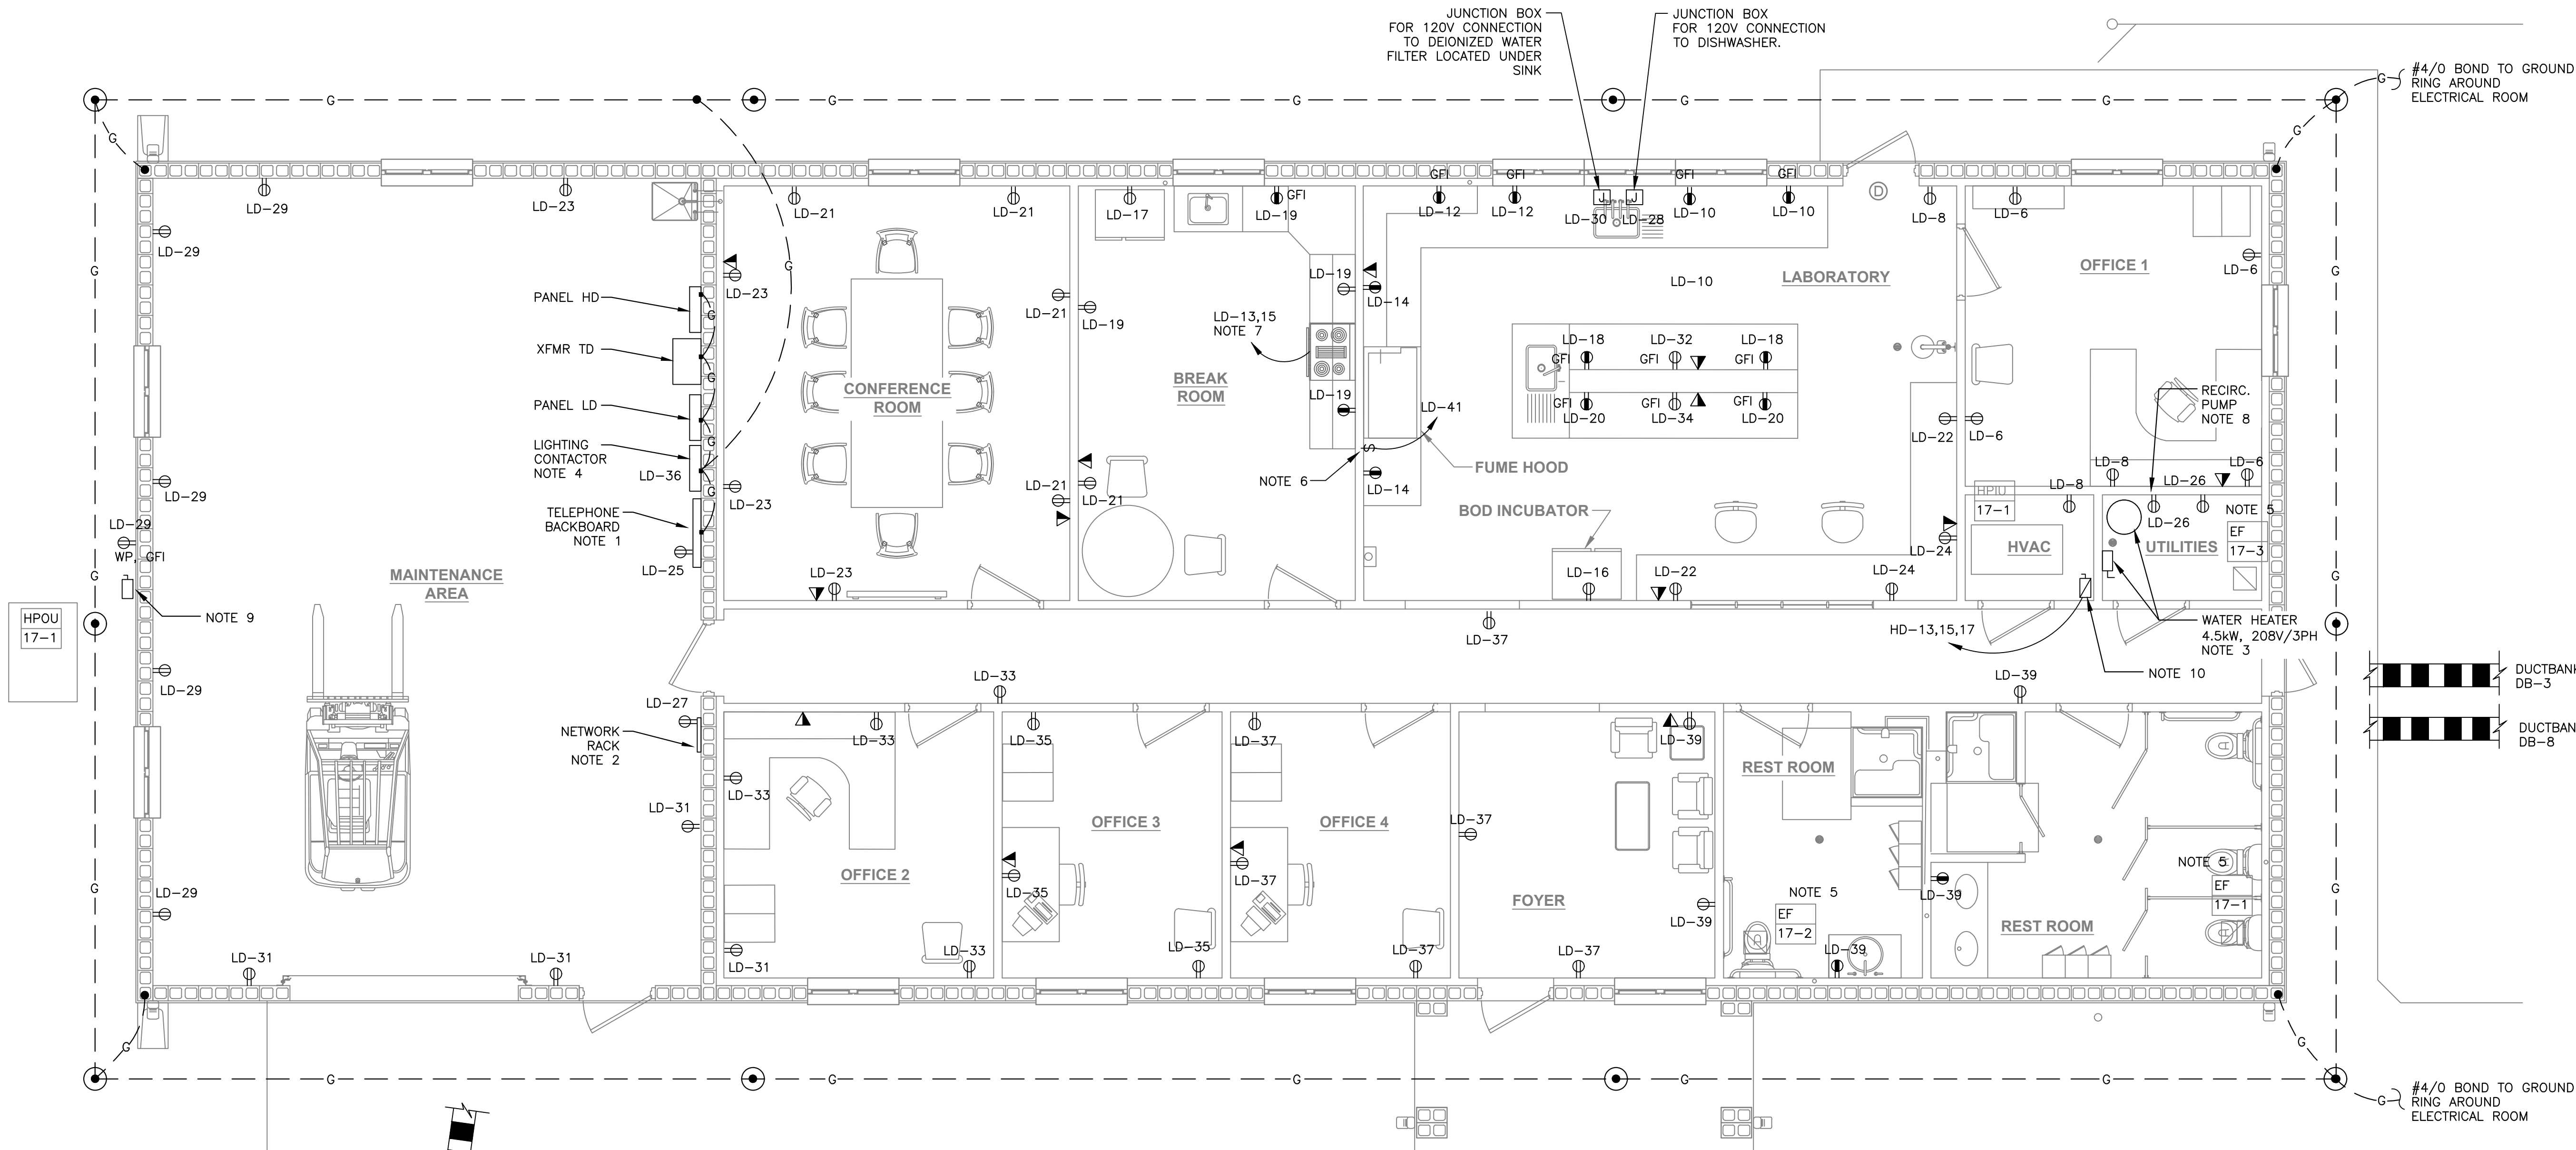 JUNCTION BOX
FOR 120V CONNECTION
TO DEIONIZED WATER
FILTER LOCATED UNDER
SINK
JUNCTION BOX
FOR 120V CONNECTION
TO DISHWASHER.
#4/0 BOND TO GROUND
RING AROUND
ELECTRICAL ROOM
G
G
G
G
G
G
G
G
GFI
GFI
GFI
GFI
J
J
D
LD-29
LD-23
LD-21
LD-21
LD-17
GFI
LD-19
LD-12
LD-12
LD-30
LD-28
LD-10
LD-10
LD-8
LD-6
LD-29
G
G
G
LD-23
LD-19
LD-14
LD-10
LABORATORY
OFFICE 1
LD-6
PANEL HD
G
LD-21
LD-19
LD-13,15
NOTE 7
XFMR TD
G
LD-18
LD-32
LD-18
GFI
GFI
GFI
CONFERENCE
ROOM
BREAK
ROOM
LD-19
LD-41
GFI
GFI
GFI
LD-20
LD-34
LD-20
LD-22
LD-6
RECIRC.
PUMP
NOTE 8
PANEL LD
G
LIGHTING
CONTACTOR
NOTE 4
LD-36
G
LD-29
LD-23
LD-21
LD-21
NOTE 6
S
LD-14
FUME HOOD
LD-8
LD-6
LD-26
HPIU
17-1
LD-8
LD-26
NOTE 5
EF
17-3
TELEPHONE
BACKBOARD
NOTE 1
LD-25
BOD INCUBATOR
LD-24
HVAC
UTILITIES
LD-29
WP, GFI
G
G
MAINTENANCE
AREA
LD-23
LD-16
LD-22
LD-24
HPOU
17-1
NOTE 9
LD-37
HD-13,15,17
WATER HEATER
4.5kW, 208V/3PH
NOTE 3
NOTE 10
LD-29
LD-33
LD-39
DB-3
LD-27
NETWORK
RACK
NOTE 2
LD-33
LD-35
LD-37
LD-39
DB-8
REST ROOM
LD-33
LD-31
OFFICE 3
OFFICE 4
LD-37
OFFICE 2
LD-35
LD-37
G
LD-29
FOYER
LD-39
NOTE 5
EF
17-2
LD-39
NOTE 5
EF
17-1
G
REST ROOM
LD-31
LD-31
LD-31
LD-33
LD-35
LD-37
LD-37
LD-39
G
G
G
G
G
G
G
G
#4/0 BOND TO GROUND
RING AROUND
ELECTRICAL ROOM